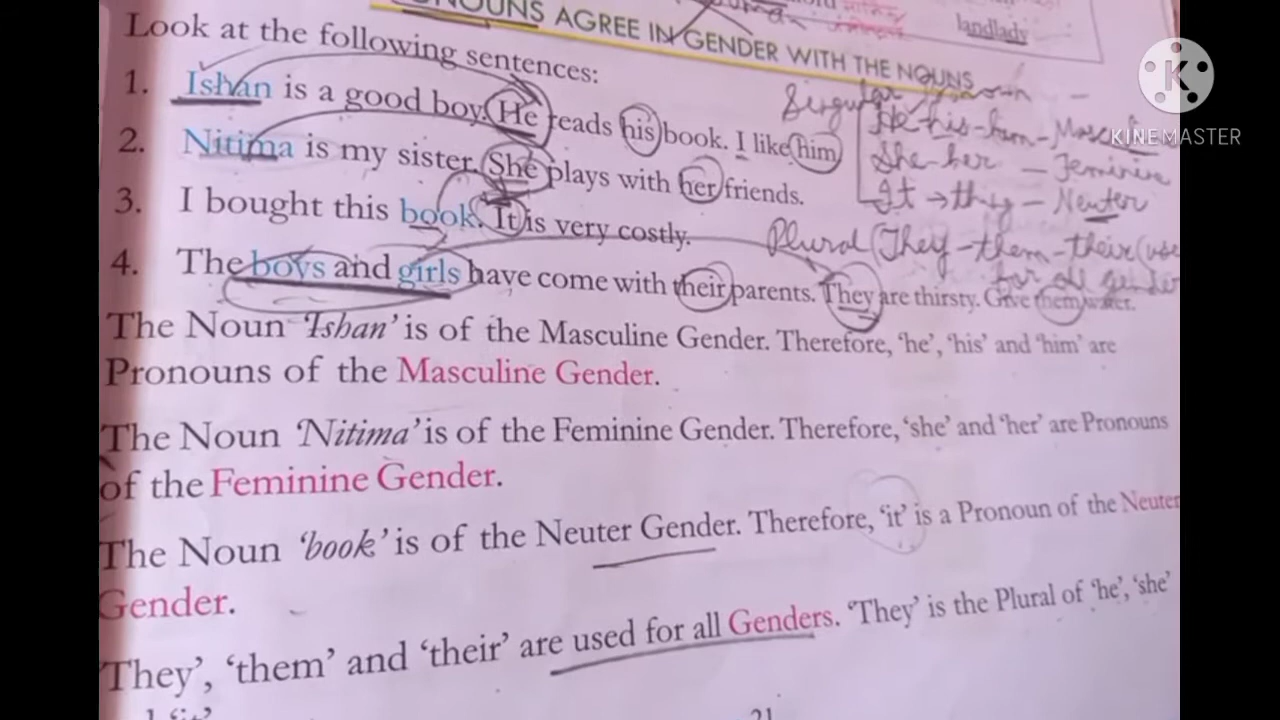 landlady
NOUNS AGREE IN GENDER WITH THE NOUNS
Look at the following sentences:
1. Ishan is a good boy. He reads his book. I like him
2. Nitima is my sister. She plays with her friends.
3. I bought this book. It is very costly.
4. The boys and girls have come with their parents. They are thirsty. Give them water.
Singular
He-his-him-Masculi
She-her — Feminine
It → they — Neuter
Plural (They-them-their (use
for all gender
KINEMASTER
The Noun 'Ishan' is of the Masculine Gender. Therefore, 'he', 'his' and 'him' are
Pronouns of the Masculine Gender.
The Noun 'Nitima' is of the Feminine Gender. Therefore, 'she' and 'her' are Pronouns
of the Feminine Gender.
The Noun 'book' is of the Neuter Gender. Therefore, 'it' is a Pronoun of the Neuter
Gender.
They', 'them' and 'their' are used for all Genders. 'They' is the Plural of 'he', 'she'
21